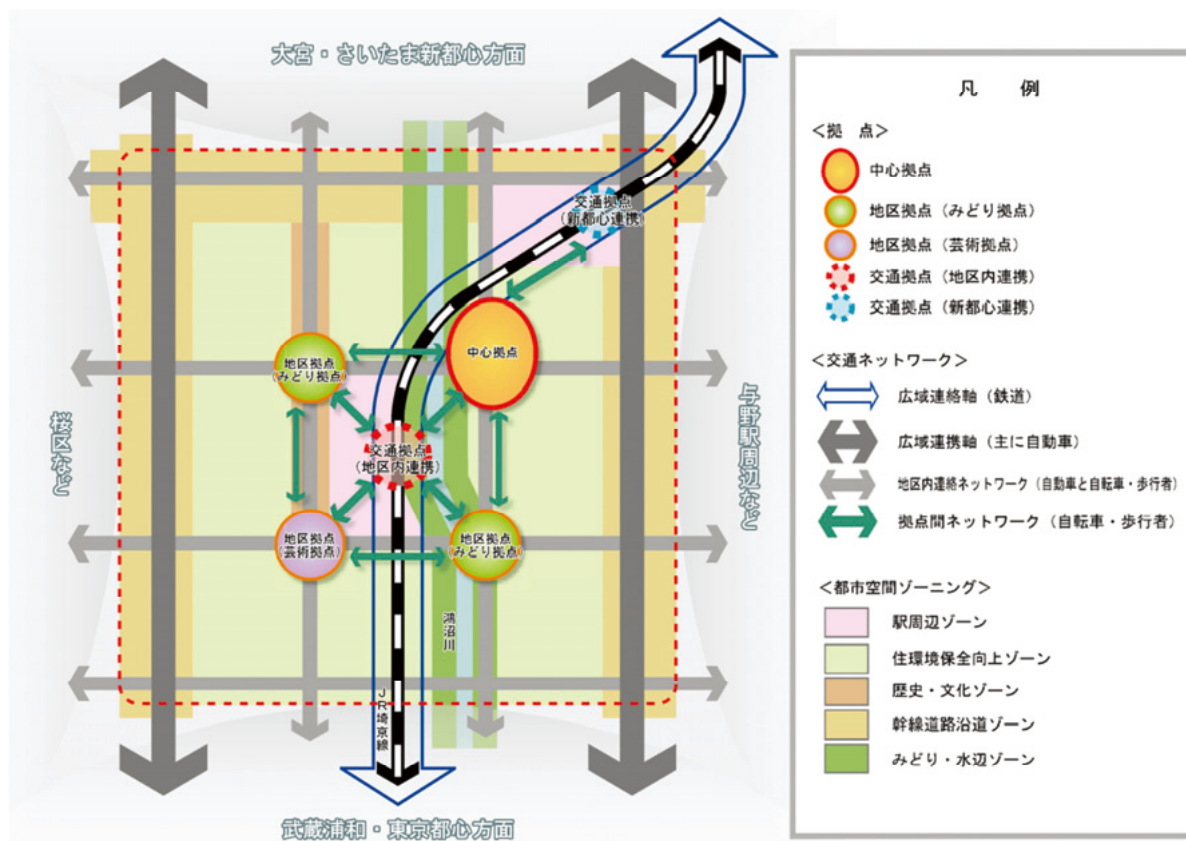 大宮・さいたま新都心方面
交通拠点
(新都心連携)
中心拠点
地区拠点
(みどり拠点)
桜区など
交通拠点
(地区内連携)
与野駅周辺など
地区拠点
(芸術拠点)
地区拠点
(みどり拠点)
鴻沼川
JR埼京線
武蔵浦和・東京都心方面
凡 例
＜拠 点＞
中心拠点
地区拠点(みどり拠点)
地区拠点(芸術拠点)
交通拠点(地区内連携)
交通拠点(新都心連携)
＜交通ネットワーク＞
広域連絡軸(鉄道)
広域連携軸(主に自動車)
地区内連絡ネットワーク(自動車と自転車・歩行者)
拠点間ネットワーク(自転車・歩行者)
＜都市空間ゾーニング＞
駅周辺ゾーン
住環境保全向上ゾーン
歴史・文化ゾーン
幹線道路沿道ゾーン
みどり・水辺ゾーン